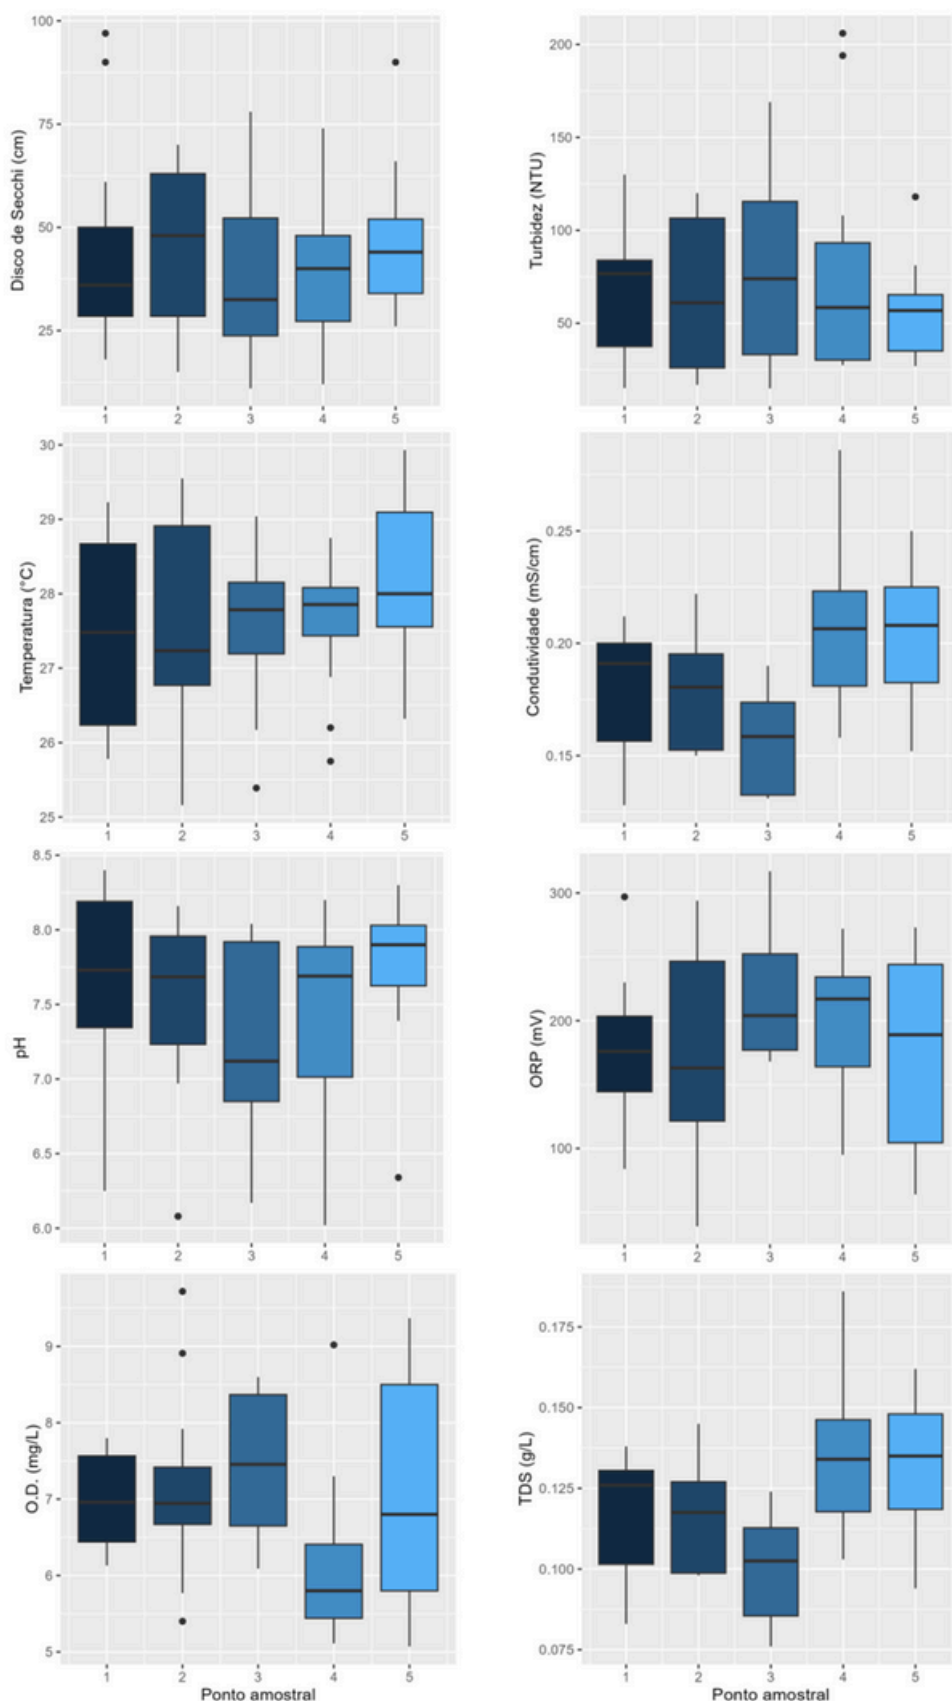 Disco de Secchi (cm)
100
75
50
25
1 2 3 4 5
Turbidez (NTU)
200
150
100
50
1 2 3 4 5
Temperatura (°C)
30
29
28
27
26
25
1 2 3 4 5
Condutividade (mS/cm)
0.25
0.20
0.15
1 2 3 4 5
pH
8.5
8.0
7.5
7.0
6.5
6.0
1 2 3 4 5
ORP (mV)
300
200
100
1 2 3 4 5
O.D. (mg/L)
9
8
7
6
5
1 2 3 4 5
Ponto amostral
TDS (g/L)
0.175
0.150
0.125
0.100
0.075
1 2 3 4 5
Ponto amostral